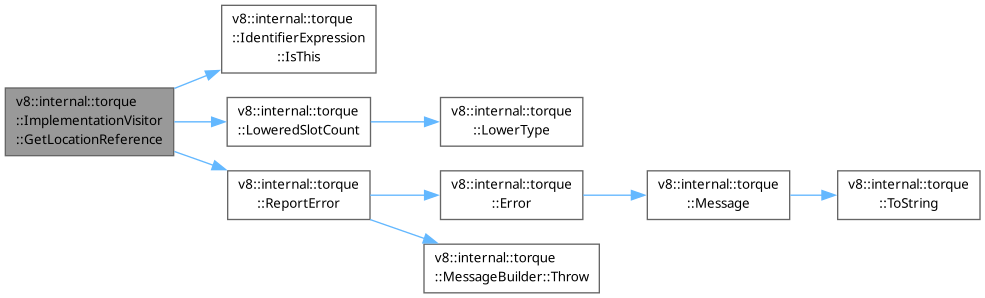 v8::internal::torque
::ImplementationVisitor
::GetLocationReference
v8::internal::torque
::IdentifierExpression
::IsThis
v8::internal::torque
::LoweredSlotCount
v8::internal::torque
::LowerType
v8::internal::torque
::ReportError
v8::internal::torque
::Error
v8::internal::torque
::Message
v8::internal::torque
::ToString
v8::internal::torque
::MessageBuilder::Throw